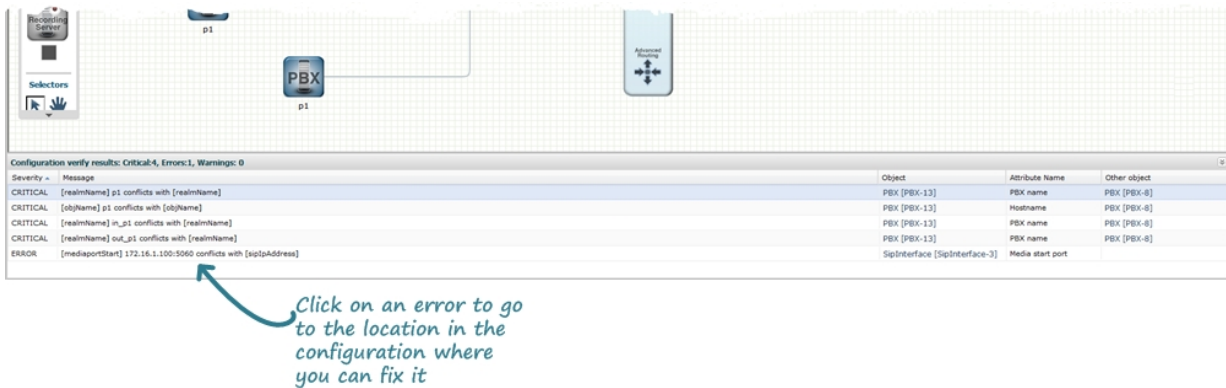 Recording
Server
p1
PBX
p1
Advanced
Routing
Selectors
Configuration verify results: Critical:4, Errors:1, Warnings: 0
Severity Message Object Attribute Name Other object
CRITICAL [realmName] p1 conflicts with [realmName] PBX [PBX-13] PBX name PBX [PBX-8]
CRITICAL [objName] p1 conflicts with [objName] PBX [PBX-13] Hostname PBX [PBX-8]
CRITICAL [realmName] in_p1 conflicts with [realmName] PBX [PBX-13] PBX name PBX [PBX-8]
CRITICAL [realmName] out_p1 conflicts with [realmName] PBX [PBX-13] PBX name PBX [PBX-8]
ERROR [mediaportStart] 172.16.1.100:5060 conflicts with [sipIpAddress] SipInterface [SipInterface-3] Media start port
Click on an error to go
to the location in the
configuration where
you can fix it